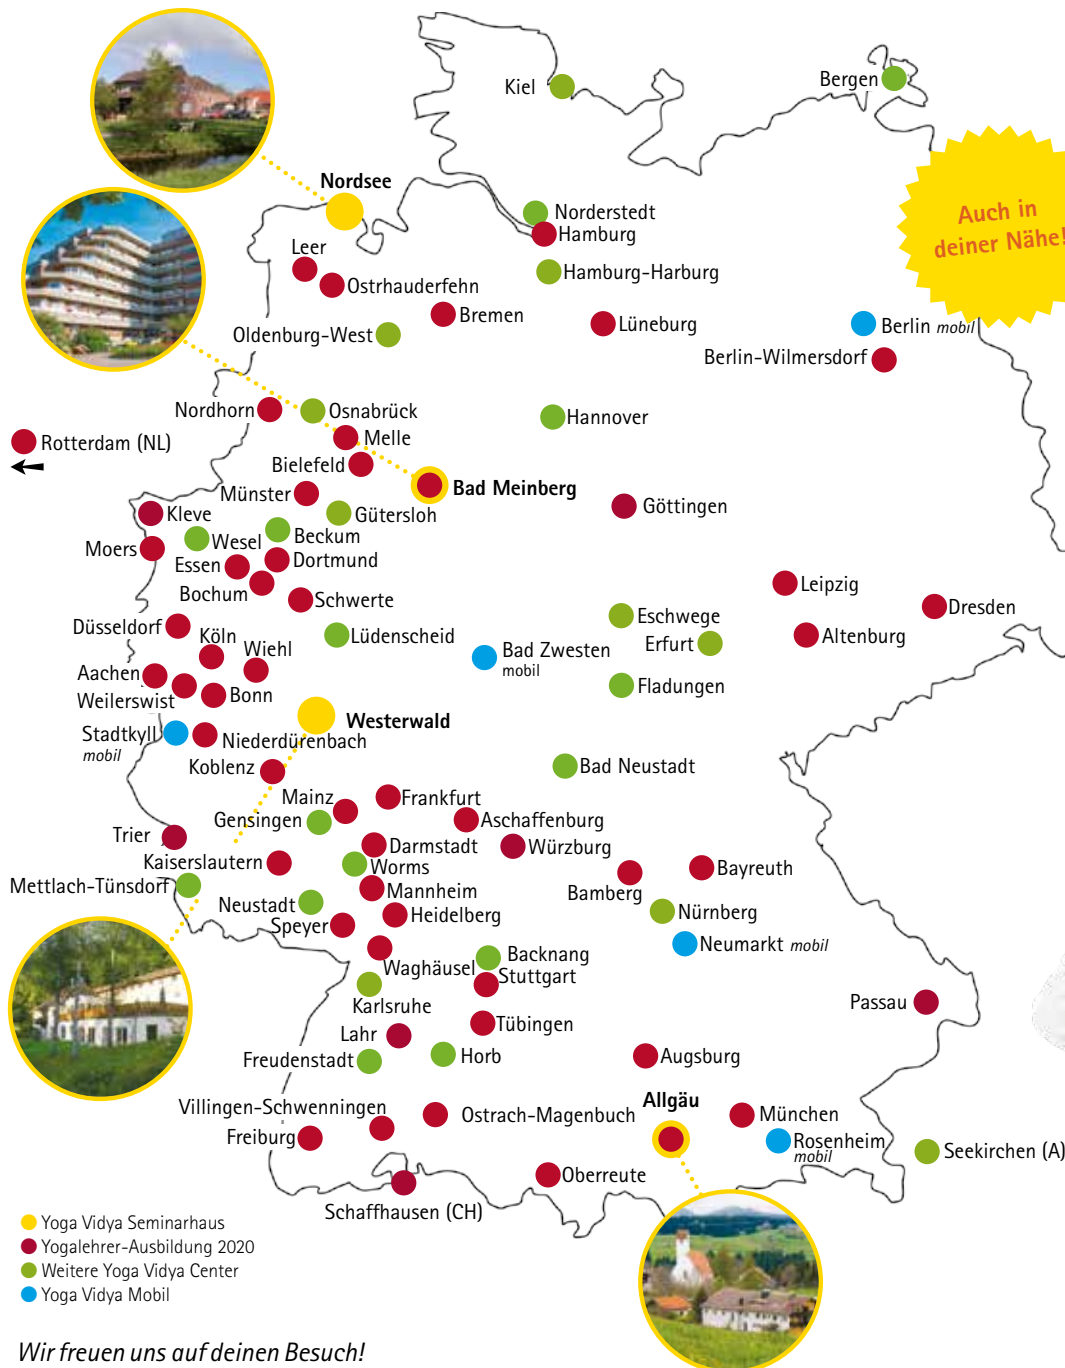 Kiel
Bergen
Nordsee
Auch in
deiner Nähe!
Norderstedt
Hamburg
Leer
Hamburg-Harburg
Ostrhauderfehn
Bremen
Lüneburg
Berlin mobil
Oldenburg-West
Berlin-Wilmersdorf
Nordhorn
Osnabrück
Hannover
Rotterdam (NL)
Melle
Bielefeld
Bad Meinberg
Münster
Göttingen
Kleve
Gütersloh
Wesel
Beckum
Moers
Essen
Dortmund
Bochum
Leipzig
Schwerte
Dresden
Eschwege
Düsseldorf
Köln
Lüdenscheid
Altenburg
Erfurt
Wiehl
Bad Zwesten
mobil
Aachen
Weilerswist
Bonn
Fladungen
Westerwald
Stadtkyll
mobil
Niederdürenbach
Koblenz
Bad Neustadt
Mainz
Frankfurt
Gensingen
Aschaffenburg
Trier
Darmstadt
Würzburg
Kaiserslautern
Worms
Bayreuth
Mettlach-Tünsdorf
Mannheim
Bamberg
Neustadt
Heidelberg
Nürnberg
Speyer
Neumarkt mobil
Backnang
Waghäusel
Stuttgart
Karlsruhe
Passau
Lahr
Tübingen
Freudenstadt
Horb
Augsburg
Allgäu
Villingen-Schwenningen
Ostrach-Magenbuch
München
Freiburg
Rosenheim
mobil
Seekirchen (A)
Oberreute
Schaffhausen (CH)
Yoga Vidya Seminarhaus
Yogalehrer-Ausbildung 2020
Weitere Yoga Vidya Center
Yoga Vidya Mobil
Wir freuen uns auf deinen Besuch!